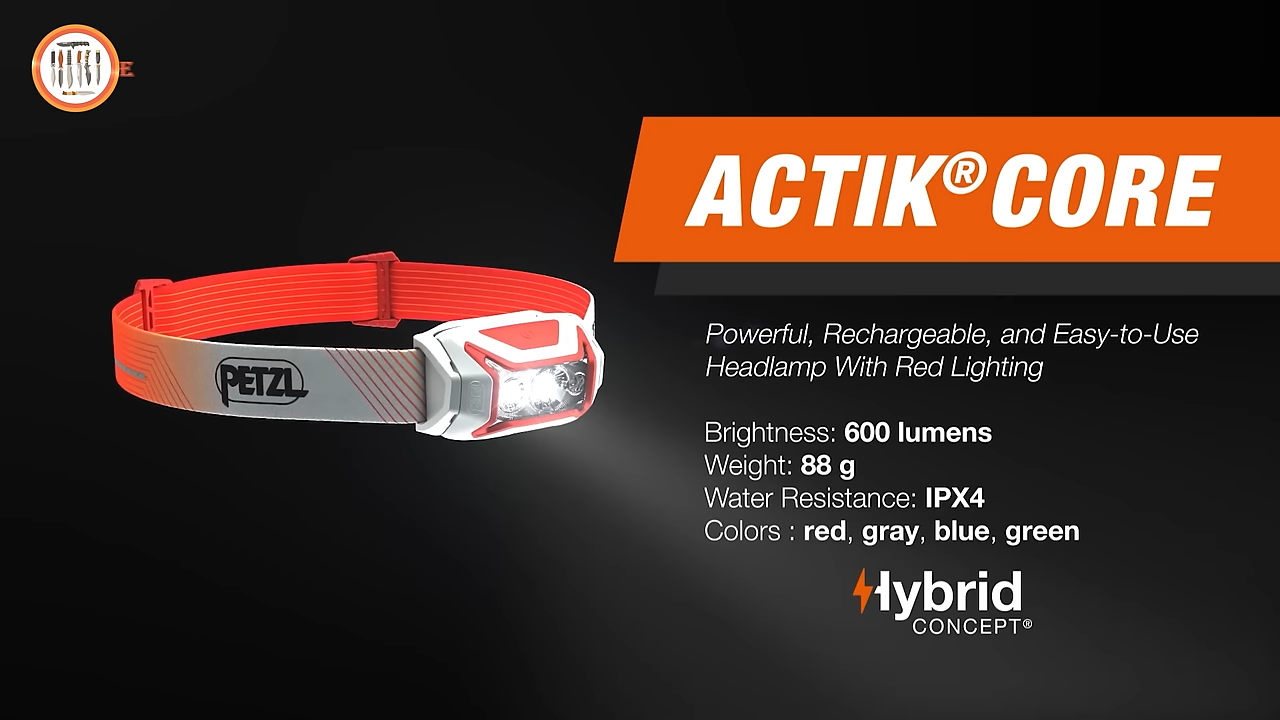 E
ACTIK® CORE
PETZL
Powerful, Rechargeable, and Easy-to-Use
Headlamp With Red Lighting
Brightness: 600 lumens
Weight: 88 g
Water Resistance: IPX4
Colors : red, gray, blue, green
Hybrid
CONCEPT®